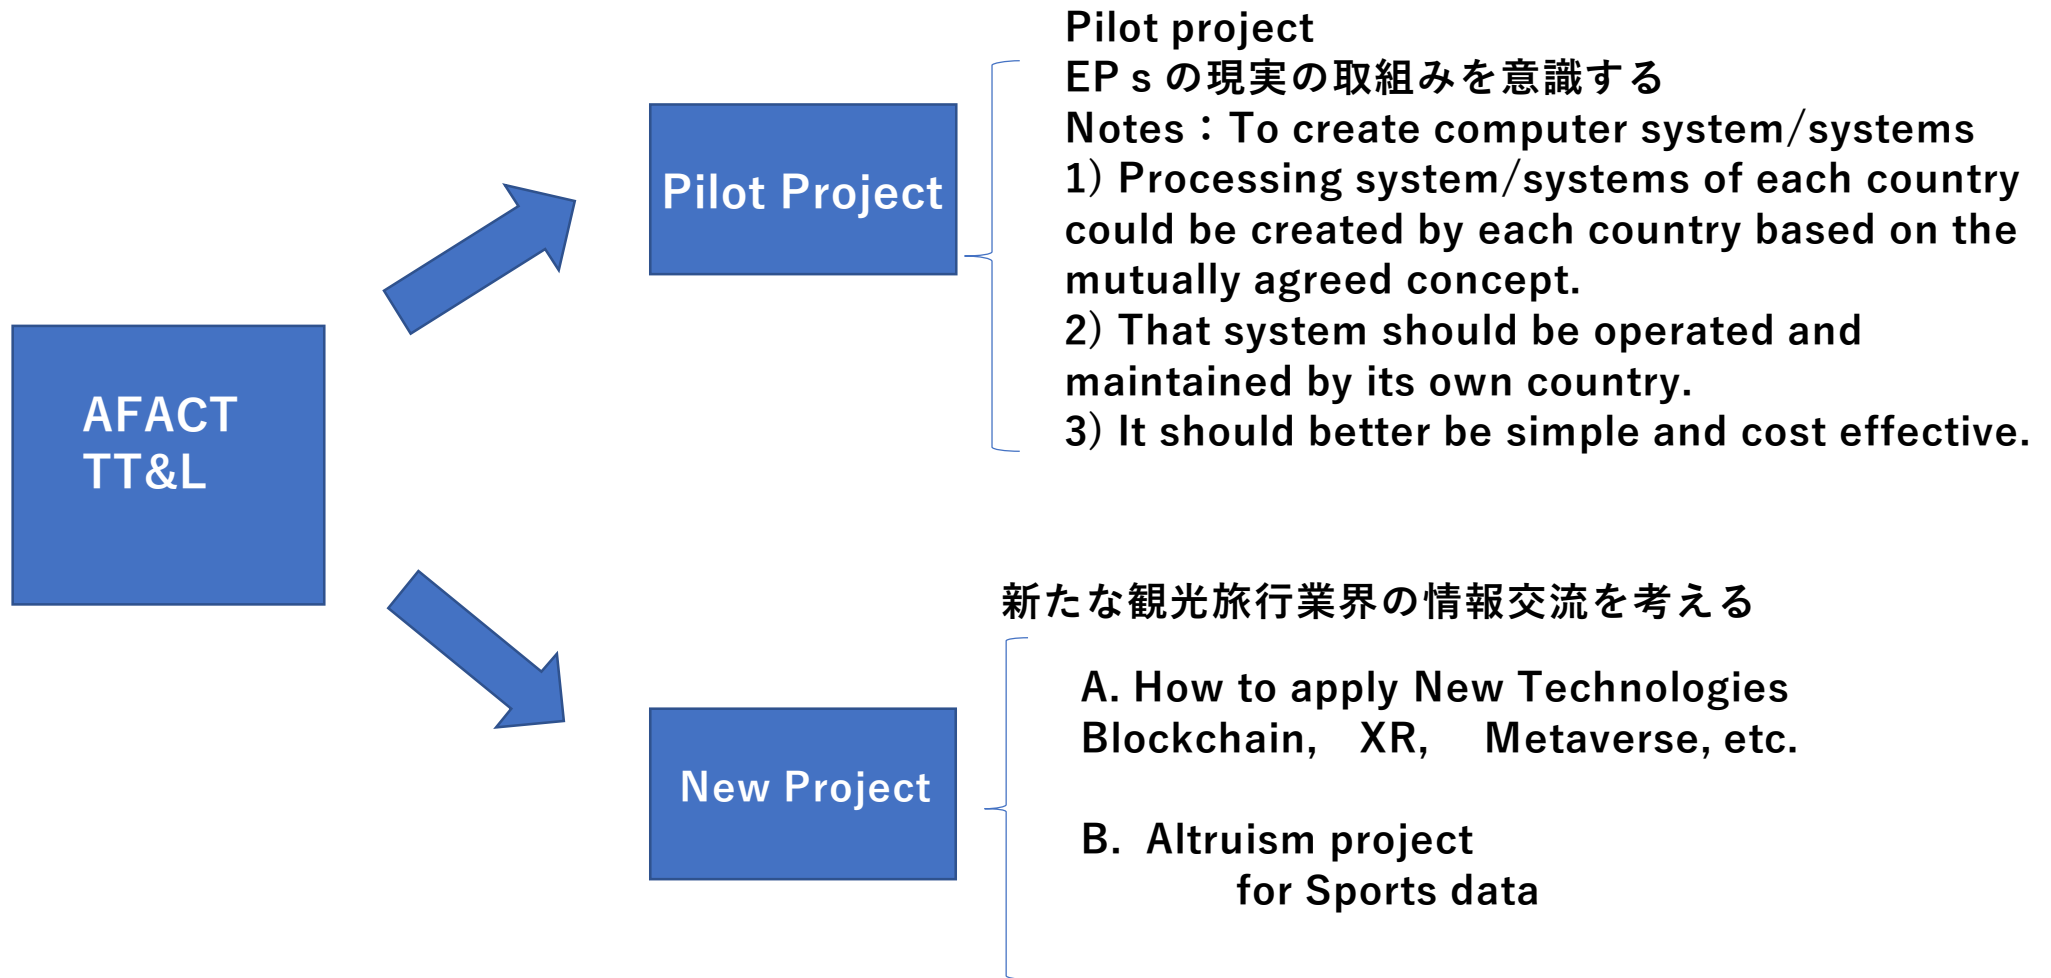 AFACT
TT&L
Pilot Project
Pilot project
EPｓの現実の取組みを意識する
Notes：To create computer system/systems
1）Processing system/systems of each country
could be created by each country based on the
mutually agreed concept.
2）That system should be operated and
maintained by its own country.
3）It should better be simple and cost effective.
New Project
新たな観光旅行業界の情報交流を考える
A. How to apply New Technologies
Blockchain,　XR,　 Metaverse, etc.
B. Altruism project
for Sports data